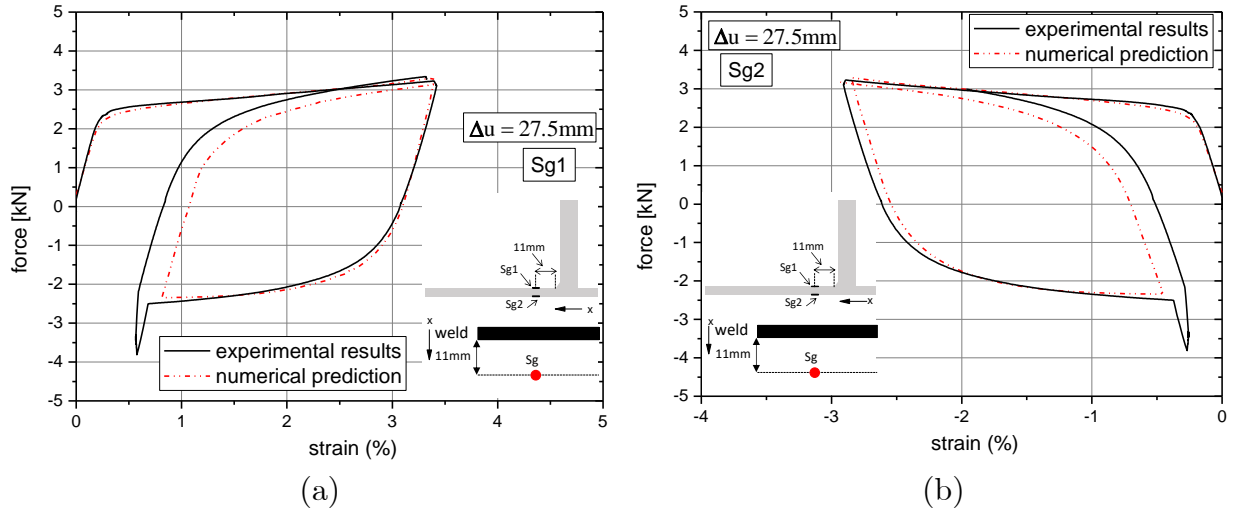 5
4
3
2
1
0
-1
-2
-3
-4
-5
force [kN]
0
1
2
3
4
5
strain (%)
Δu = 27.5mm
Sg1
11mm
Sg1
Sg2
x
x
weld
11mm
Sg
experimental results
numerical prediction
(a)
5
4
3
2
1
0
-1
-2
-3
-4
-5
force [kN]
-4
-3
-2
-1
0
strain (%)
Δu = 27.5mm
Sg2
experimental results
numerical prediction
11mm
Sg1
Sg2
x
x
weld
11mm
Sg
(b)